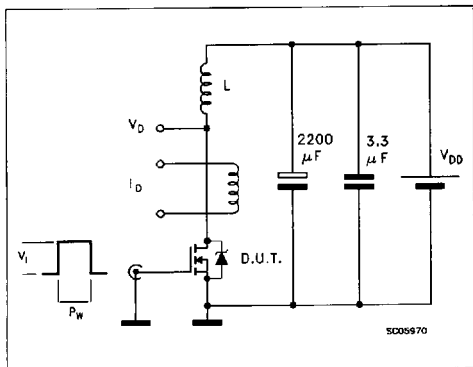 L
V_D
2200 μF
3.3 μF
V_DD
I_D
D.U.T.
V_i
P_W
SC05970